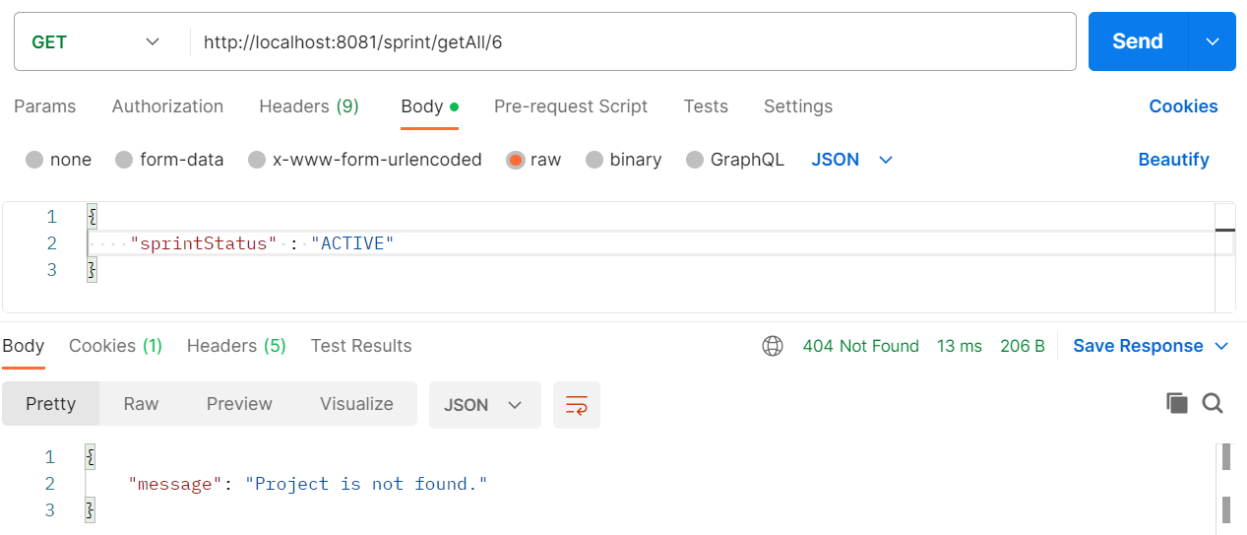 GET http://localhost:8081/sprint/getAll/6 Send
Params Authorization Headers (9) Body Pre-request Script Tests Settings Cookies
none form-data x-www-form-urlencoded raw binary GraphQL JSON Beautify
1 {
2 "sprintStatus" : "ACTIVE"
3 }
Body Cookies (1) Headers (5) Test Results 404 Not Found 13 ms 206 B Save Response
Pretty Raw Preview Visualize JSON
1 {
2 "message": "Project is not found."
3 }